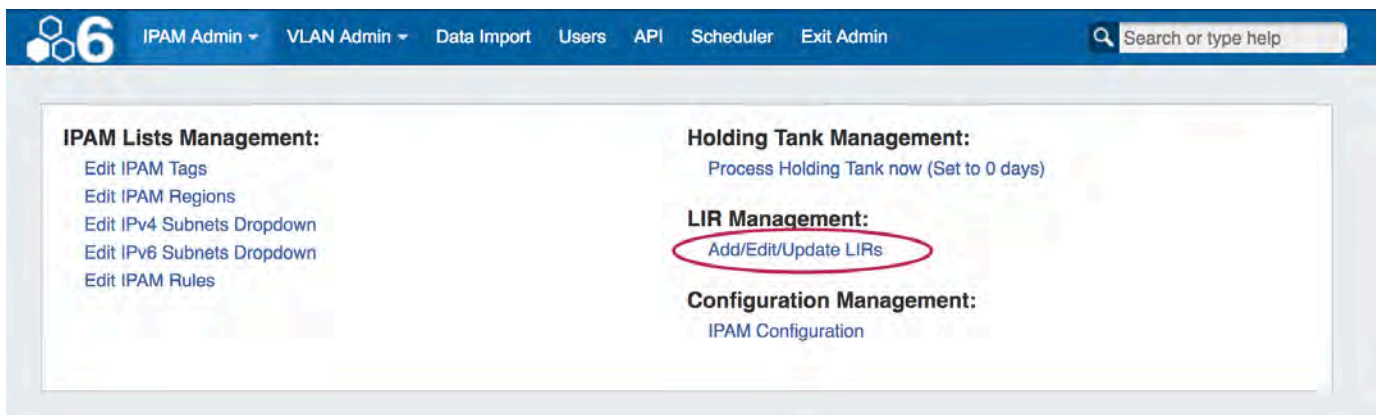 6 IPAM Admin VLAN Admin Data Import Users API Scheduler Exit Admin Search or type help
IPAM Lists Management:
Edit IPAM Tags
Edit IPAM Regions
Edit IPv4 Subnets Dropdown
Edit IPv6 Subnets Dropdown
Edit IPAM Rules
Holding Tank Management:
Process Holding Tank now (Set to 0 days)
LIR Management:
Add/Edit/Update LIRs
Configuration Management:
IPAM Configuration